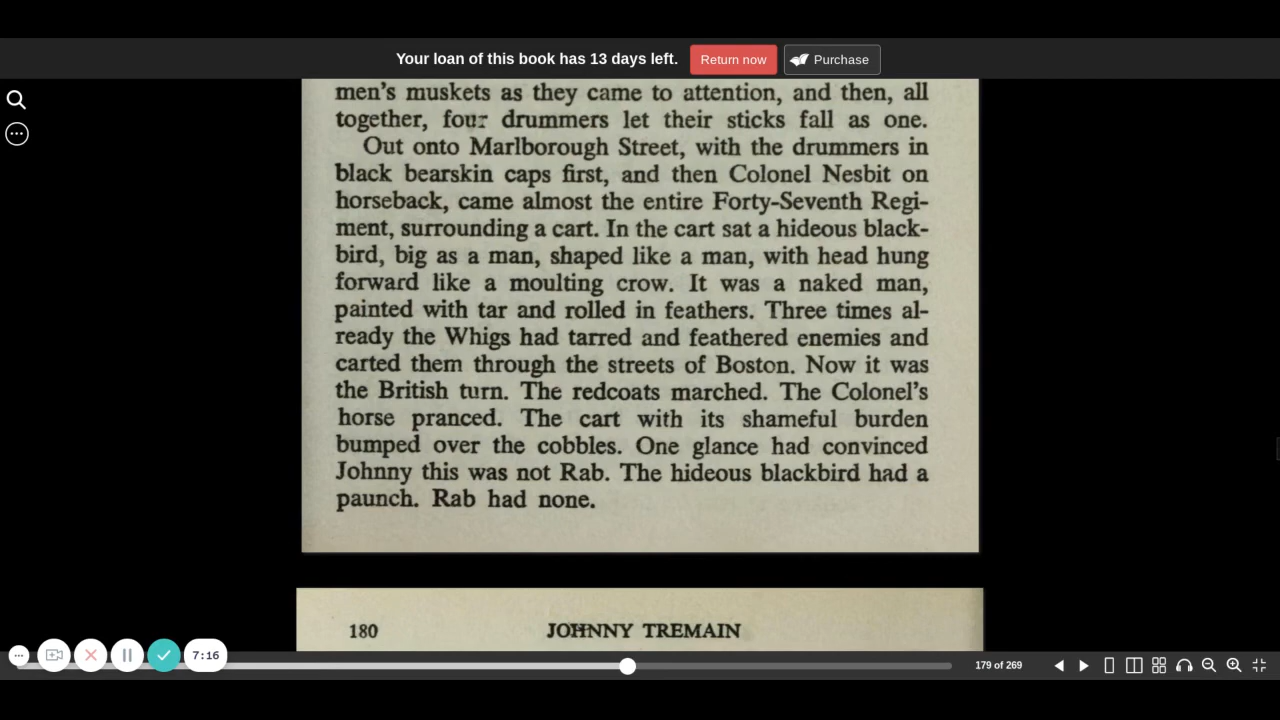 Your loan of this book has 13 days left. Return now Purchase
men's muskets as they came to attention, and then, all
together, four drummers let their sticks fall as one.
Out onto Marlborough Street, with the drummers in
black bearskin caps first, and then Colonel Nesbit on
horseback, came almost the entire Forty-Seventh Regi-
ment, surrounding a cart. In the cart sat a hideous black-
bird, big as a man, shaped like a man, with head hung
forward like a moulting crow. It was a naked man,
painted with tar and rolled in feathers. Three times al-
ready the Whigs had tarred and feathered enemies and
carted them through the streets of Boston. Now it was
the British turn. The redcoats marched. The Colonel's
horse pranced. The cart with its shameful burden
bumped over the cobbles. One glance had convinced
Johnny this was not Rab. The hideous blackbird had a
paunch. Rab had none.
180 JOHNNY TREMAIN
7:16
179 of 269